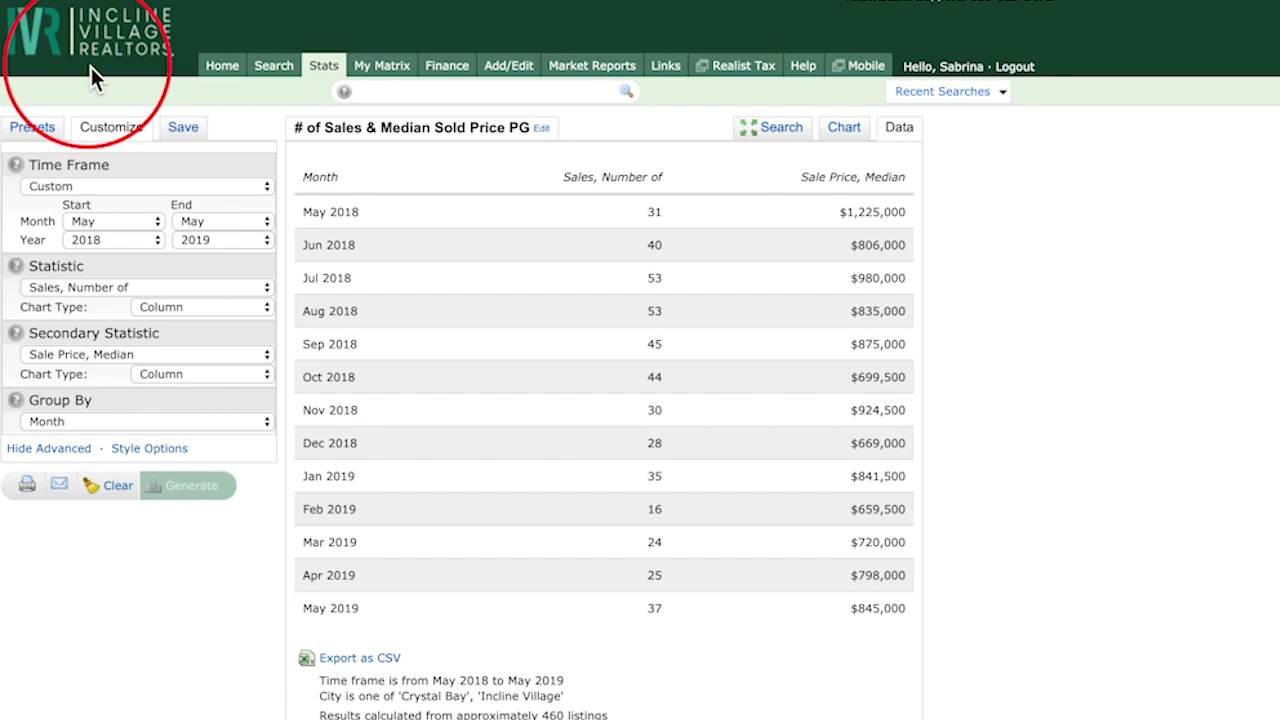 IVR INCLINE
VILLAGE
REALTORS
Home Search Stats My Matrix Finance Add/Edit Market Reports Links Realist Tax Help Mobile Hello, Sabrina · Logout
Recent Searches
Presets Customize Save
# of Sales & Median Sold Price PG Edit Search Chart Data
Time Frame
Custom
Start End
Month May May
Year 2018 2019
Statistic
Sales, Number of
Chart Type: Column
Secondary Statistic
Sale Price, Median
Chart Type: Column
Group By
Month
Hide Advanced · Style Options
Clear Generate
Month Sales, Number of Sale Price, Median
May 2018 31 $1,225,000
Jun 2018 40 $806,000
Jul 2018 53 $980,000
Aug 2018 53 $835,000
Sep 2018 45 $875,000
Oct 2018 44 $699,500
Nov 2018 30 $924,500
Dec 2018 28 $669,000
Jan 2019 35 $841,500
Feb 2019 16 $659,500
Mar 2019 24 $720,000
Apr 2019 25 $798,000
May 2019 37 $845,000
Export as CSV
Time frame is from May 2018 to May 2019
City is one of 'Crystal Bay', 'Incline Village'
Results calculated from approximately 460 listings